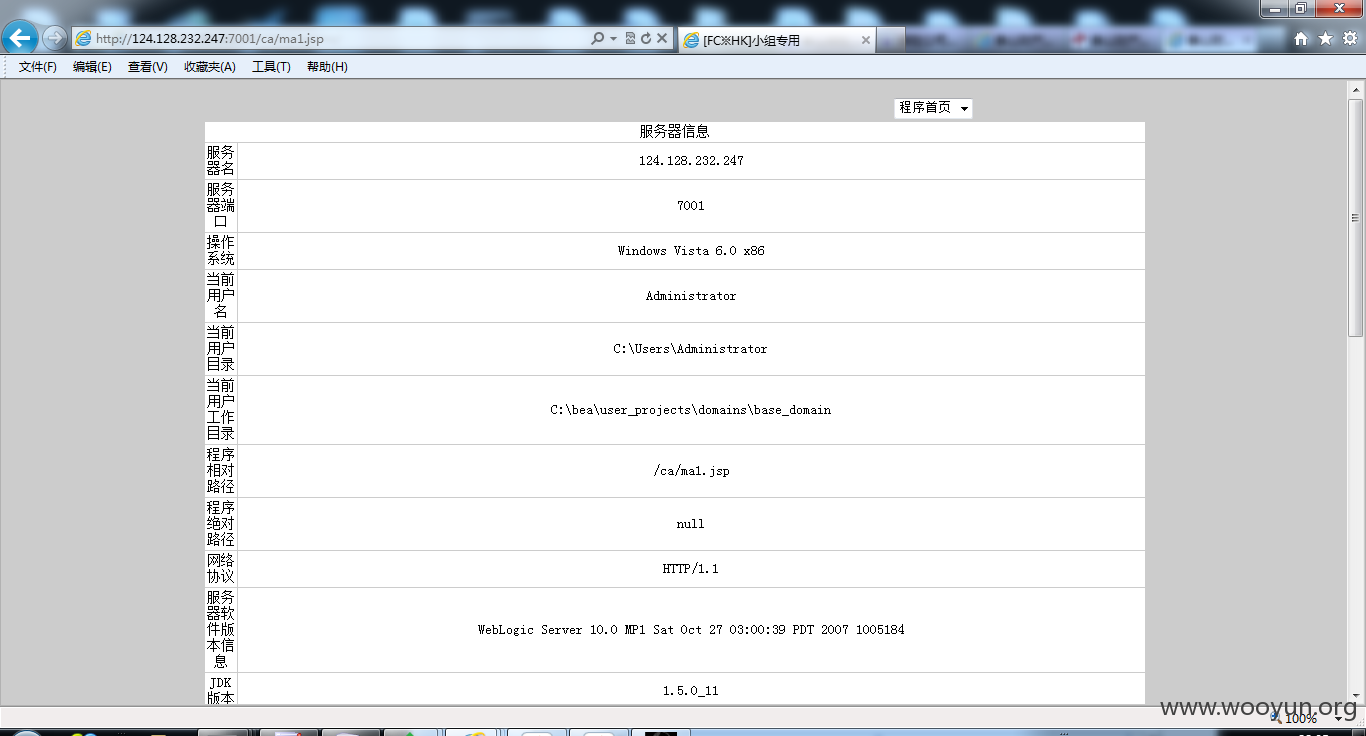 http://124.128.232.247:7001/ca/ma1.jsp
[FC※HK]小组专用
文件(F) 编辑(E) 查看(V) 收藏夹(A) 工具(T) 帮助(H)
程序首页
服务器信息
服务
器名
124.128.232.247
服务
器端
口
7001
操作
系统
Windows Vista 6.0 x86
当前
用户
名
Administrator
当前
用户
目录
C:\Users\Administrator
当前
用户
工作
目录
C:\bea\user_projects\domains\base_domain
程序
相对
路径
/ca/ma1.jsp
程序
绝对
路径
null
网络
协议
HTTP/1.1
服务
器软
件版
本信
息
WebLogic Server 10.0 MP1 Sat Oct 27 03:00:39 PDT 2007 1005184
JDK
版本
1.5.0_11
www.wooyun.org
100%